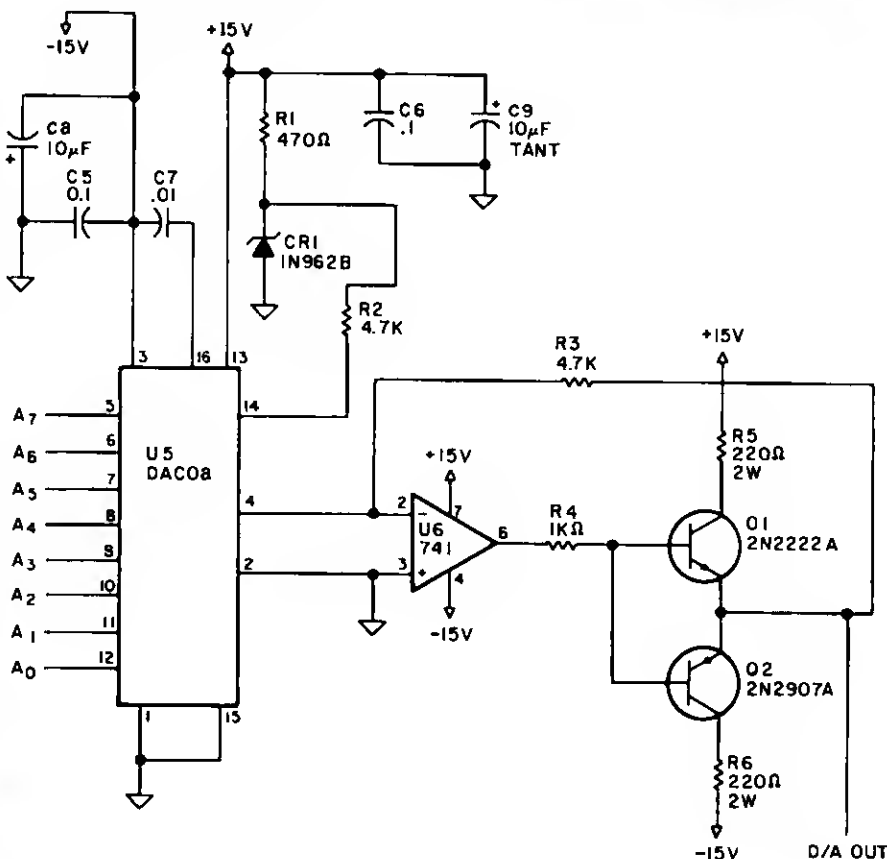 -15V
+15V
C8
10µF
+
C5
0.1
C7
.01
R1
470Ω
C6
.1
+
C9
10µF
TANT
CR1
1N962B
R2
4.7K
3
16
13
14
4
2
1
15
U5
DAC08
A7
5
A6
6
A5
7
A4
8
A3
9
A2
10
A1
11
A0
12
R3
4.7K
+15V
2
-
7
U6
741
6
3
+
4
-15V
R4
1KΩ
+15V
R5
220Ω
2W
Q1
2N2222A
Q2
2N2907A
R6
220Ω
2W
-15V
D/A OUT